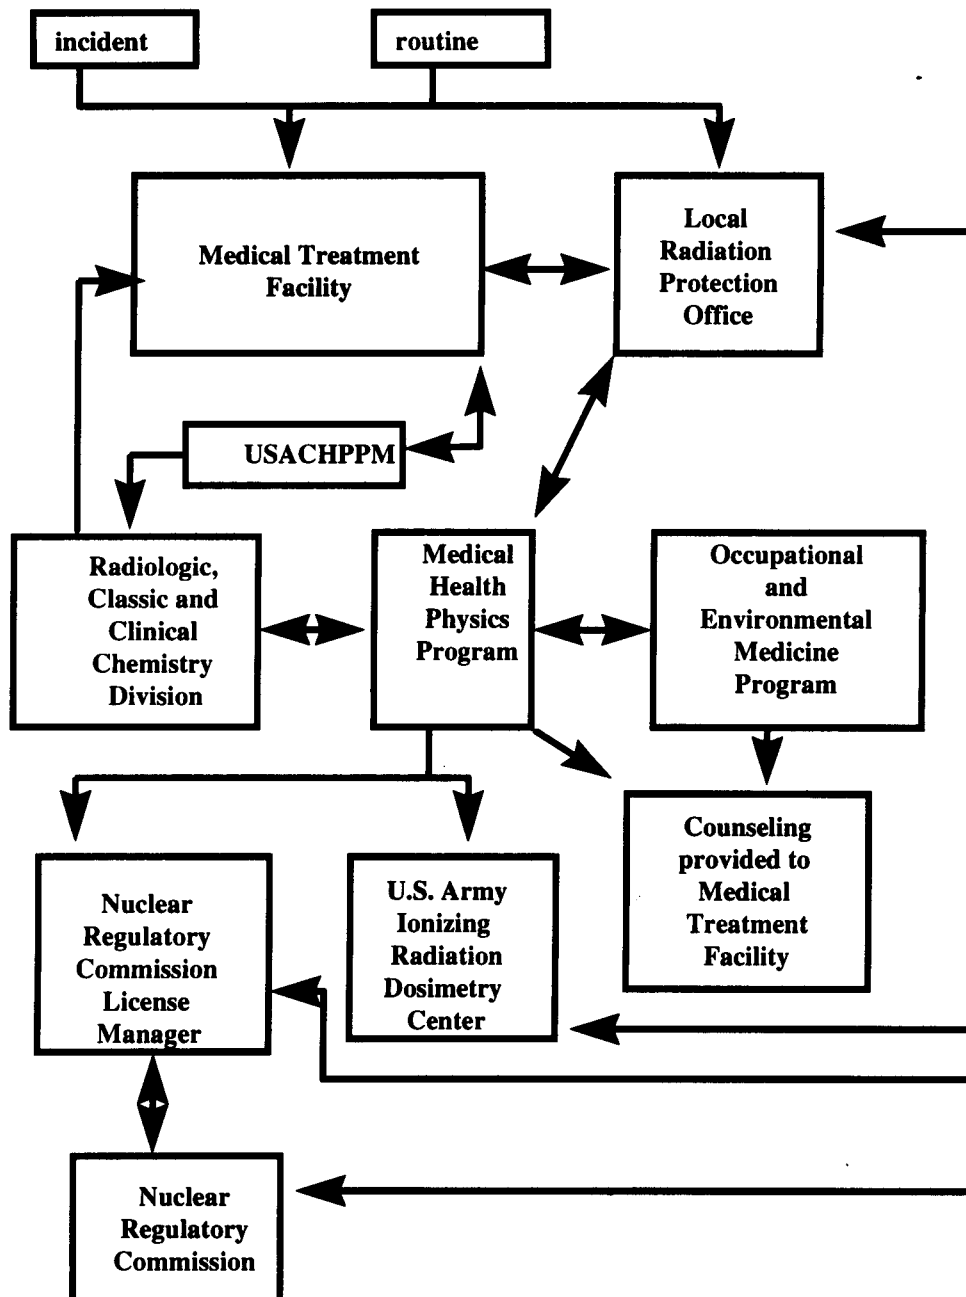 incident
routine
Medical Treatment
Facility
Local
Radiation
Protection
Office
USACHPPM
Radiologic,
Classic and
Clinical
Chemistry
Division
Medical
Health
Physics
Program
Occupational
and
Environmental
Medicine
Program
Counseling
provided to
Medical
Treatment
Facility
Nuclear
Regulatory
Commission
License
Manager
U.S. Army
Ionizing
Radiation
Dosimetry
Center
Nuclear
Regulatory
Commission